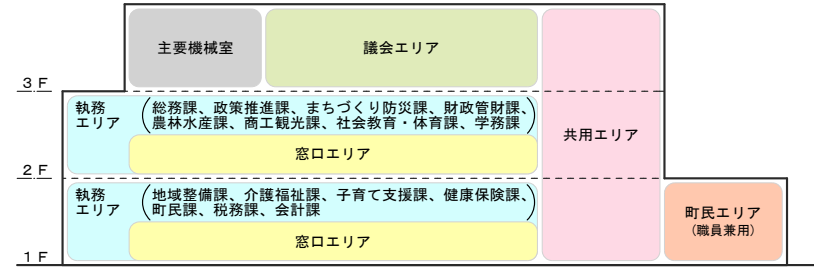 主要機械室
議会エリア
3F
執務
エリア
総務課、政策推進課、まちづくり防災課、財政管財課、
農林水産課、商工観光課、社会教育・体育課、学務課
窓口エリア
共用エリア
2F
執務
エリア
地域整備課、介護福祉課、子育て支援課、健康保険課、
町民課、税務課、会計課
窓口エリア
町民エリア
(職員兼用)
1F